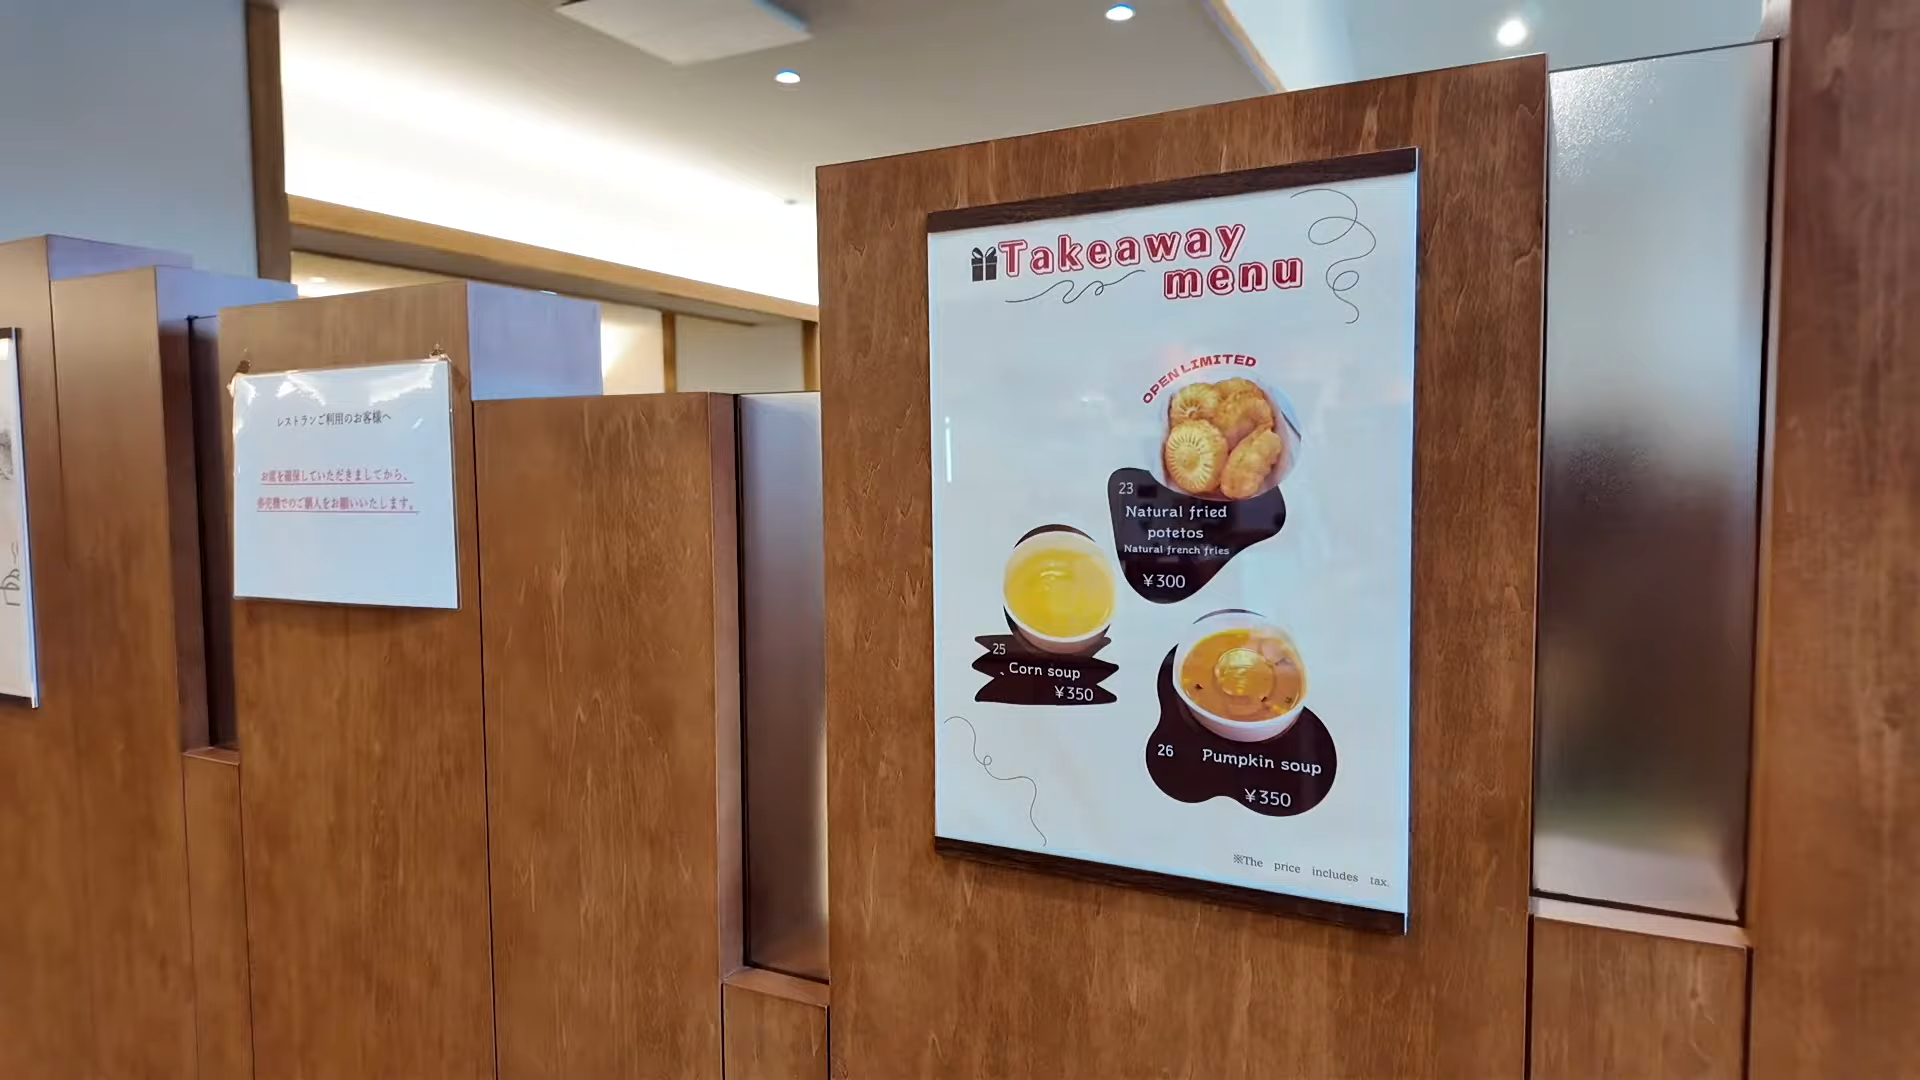 レストランご利用のお客様へ
お席を確保していただきましてから、
券売機でのご購入をお願いいたします。
Takeaway
menu
OPEN LIMITED
23
Natural fried
potetos
Natural french fries
¥300
25
Corn soup
¥350
26
Pumpkin soup
¥350
※The price includes tax.